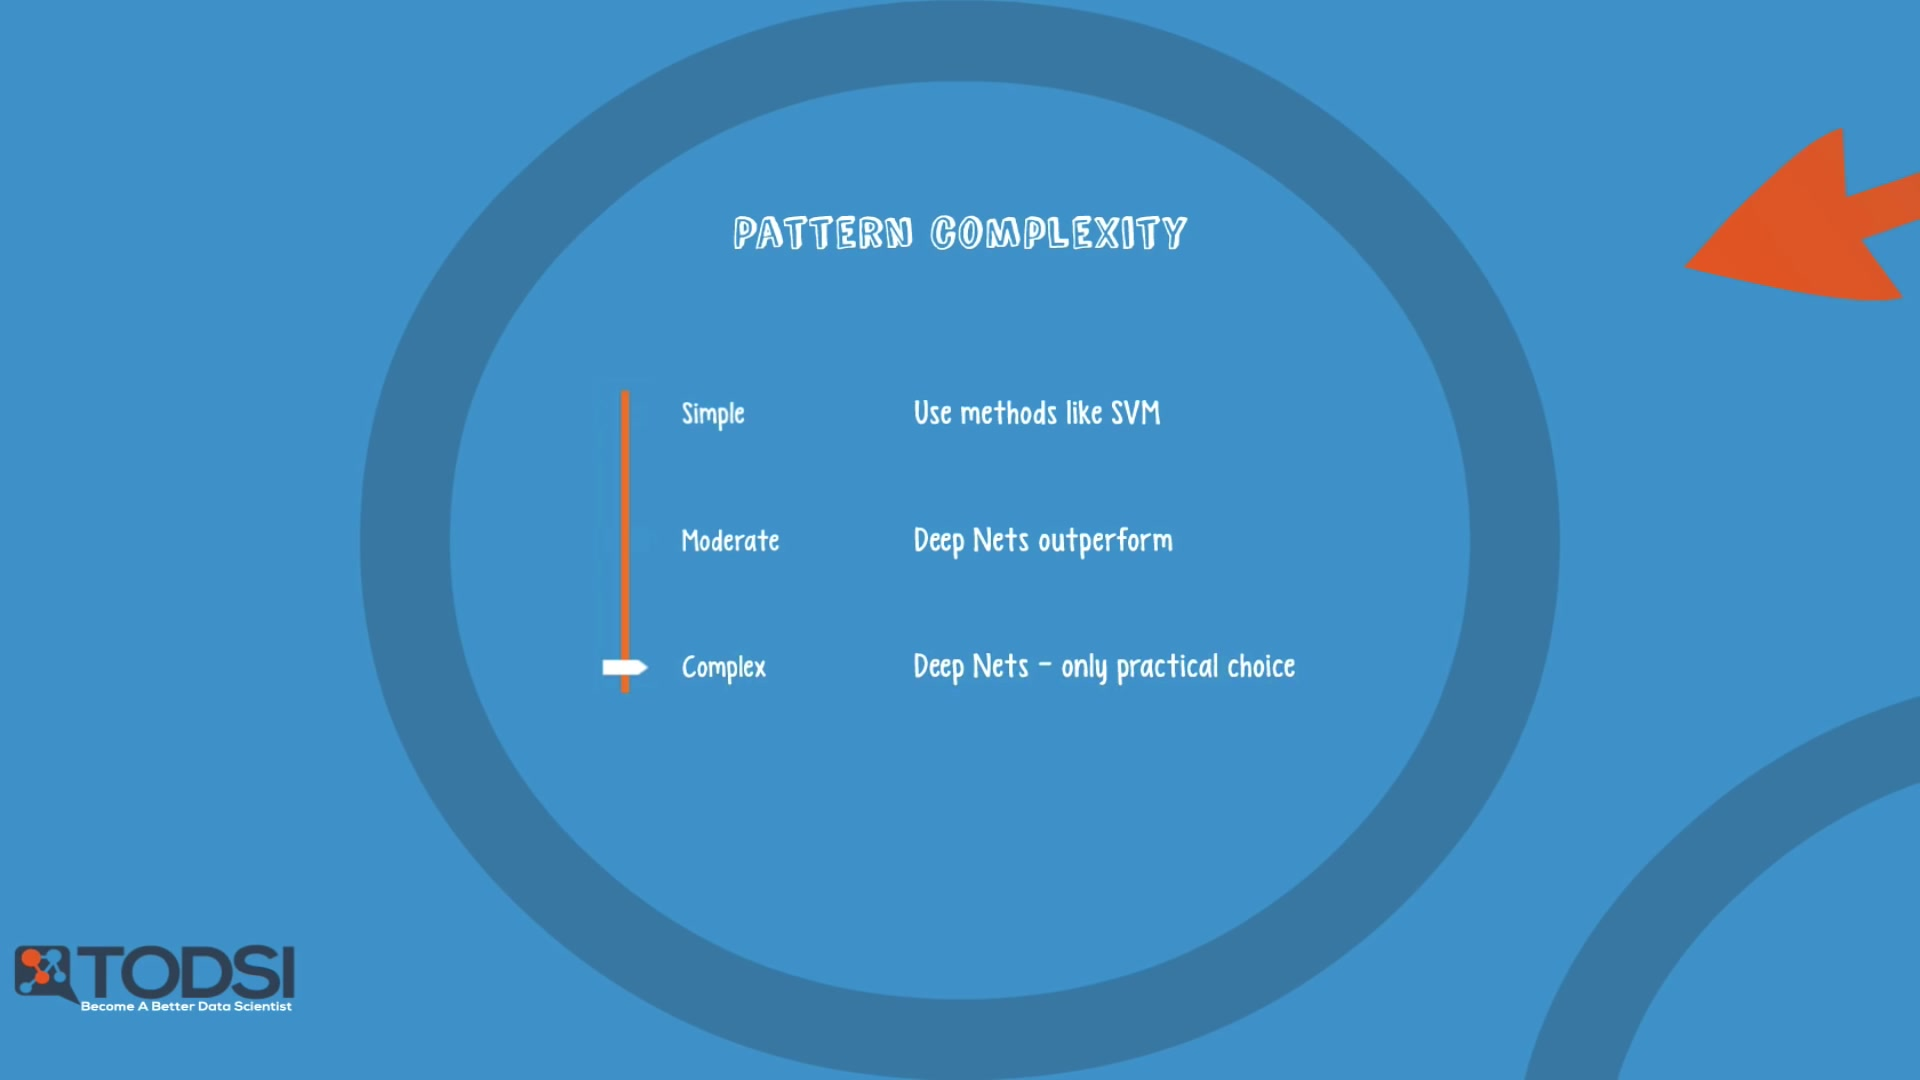 PATTERN COMPLEXITY
Simple Use methods like SVM
Moderate Deep Nets outperform
Complex Deep Nets - only practical choice
TODSI
Become A Better Data Scientist